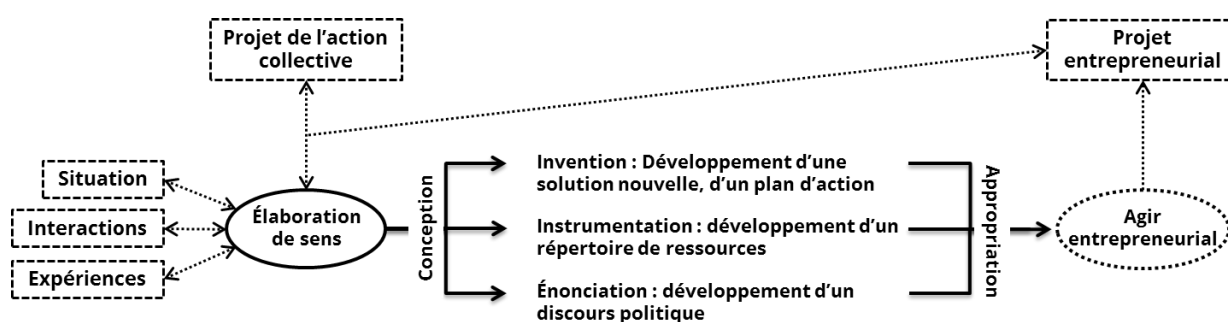 Projet de l'action
collective
Projet
entrepreneurial
Situation
Interactions
Expériences
Élaboration
de sens
Conception
Invention : Développement d'une
solution nouvelle, d'un plan d'action
Instrumentation : développement d'un
répertoire de ressources
Énonciation : développement d'un
discours politique
Appropriation
Agir
entrepreneurial